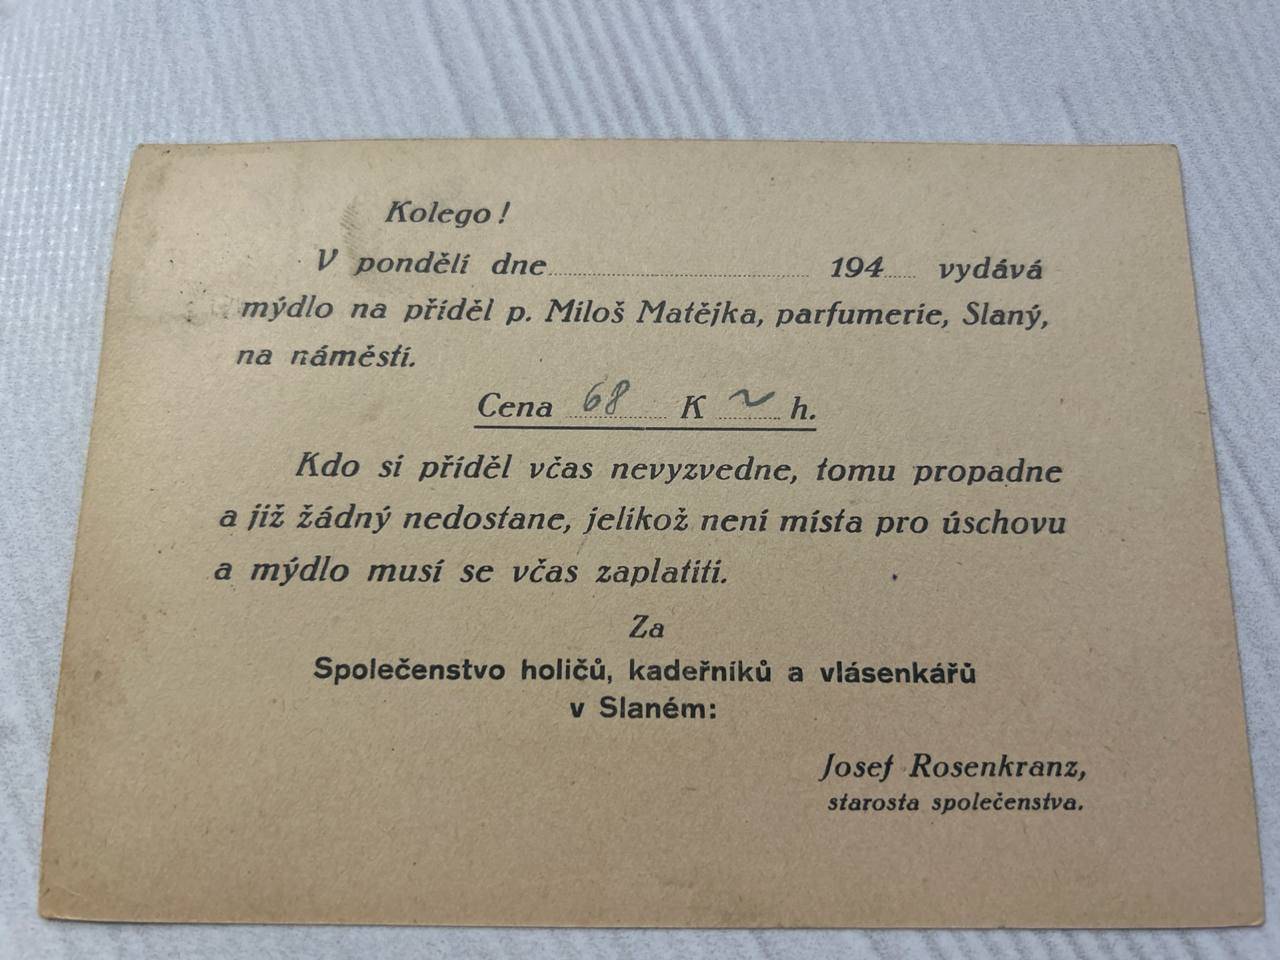 Kolego!
V pondělí dne.............................. 194..... vydává
mýdlo na příděl p. Miloš Matějka, parfumerie, Slaný,
na náměstí.
Cena 68 K ~ h.
Kdo si příděl včas nevyzvedne, tomu propadne
a již žádný nedostane, jelikož není místa pro úschovu
a mýdlo musí se včas zaplatiti.
Za
Společenstvo holičů, kadeřníků a vlásenkářů
v Slaném:
Josef Rosenkranz,
starosta společenstva.